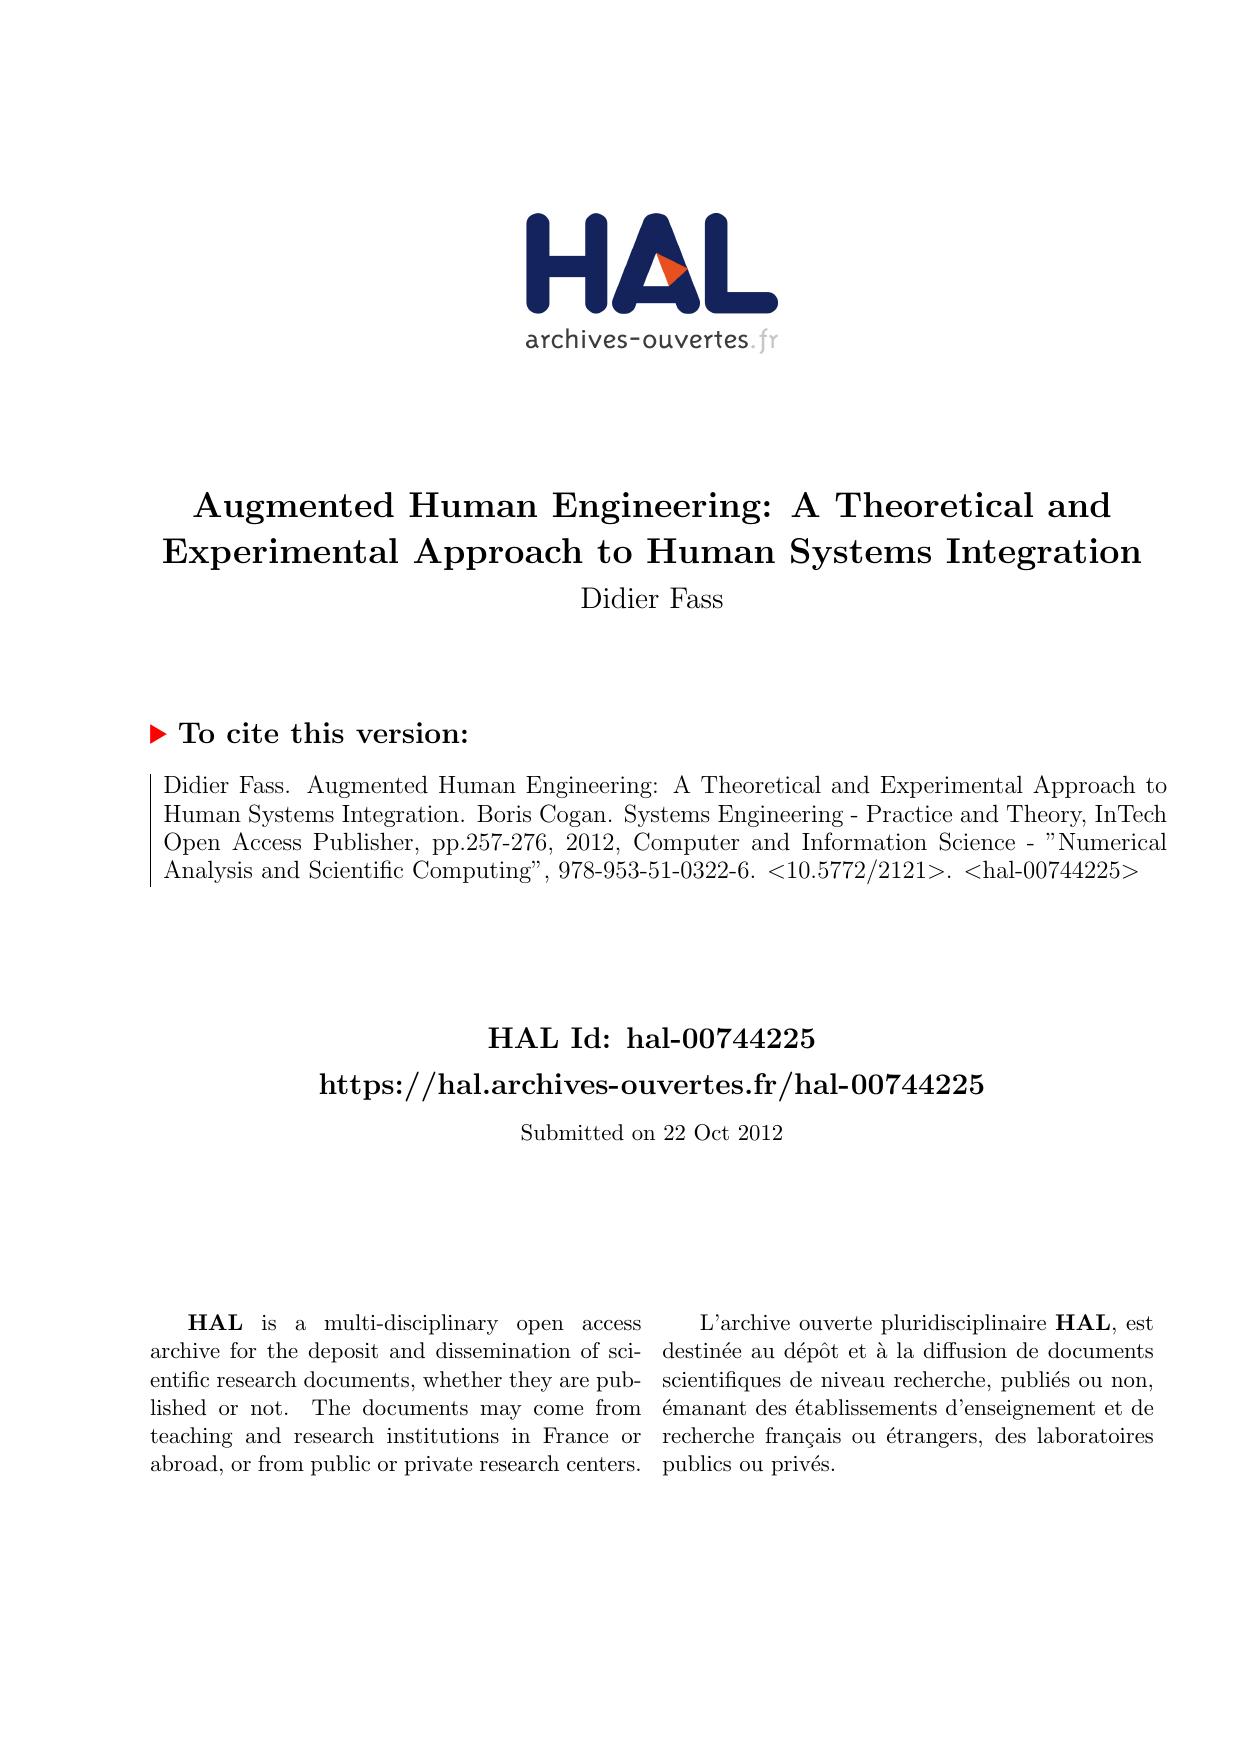 HAL
archives-ouvertes.fr
Augmented Human Engineering: A Theoretical and
Experimental Approach to Human Systems Integration
Didier Fass
To cite this version:
Didier Fass. Augmented Human Engineering: A Theoretical and Experimental Approach to
Human Systems Integration. Boris Cogan. Systems Engineering - Practice and Theory, InTech
Open Access Publisher, pp.257-276, 2012, Computer and Information Science - ”Numerical
Analysis and Scientific Computing”, 978-953-51-0322-6. <10.5772/2121>. <hal-00744225>
HAL Id: hal-00744225
https://hal.archives-ouvertes.fr/hal-00744225
Submitted on 22 Oct 2012
HAL is a multi-disciplinary open access
archive for the deposit and dissemination of sci-
entific research documents, whether they are pub-
lished or not. The documents may come from
teaching and research institutions in France or
abroad, or from public or private research centers.
L’archive ouverte pluridisciplinaire HAL, est
destinée au dépôt et à la diffusion de documents
scientifiques de niveau recherche, publiés ou non,
émanant des établissements d’enseignement et de
recherche français ou étrangers, des laboratoires
publics ou privés.